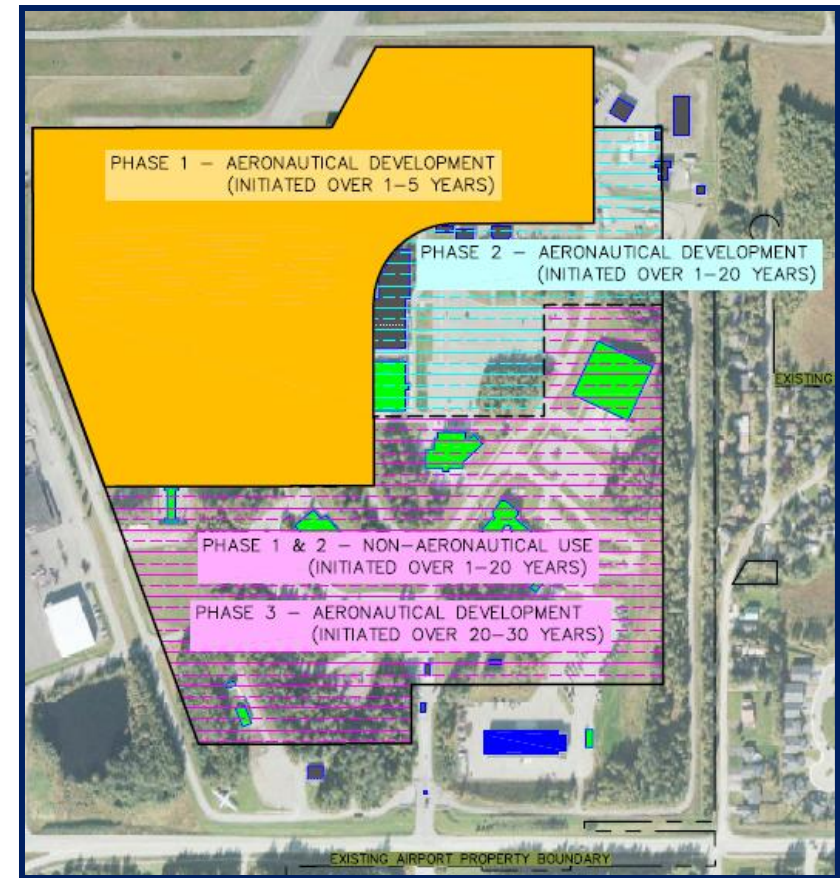 PHASE 1 – AERONAUTICAL DEVELOPMENT
(INITIATED OVER 1–5 YEARS)
PHASE 2 – AERONAUTICAL DEVELOPMENT
(INITIATED OVER 1–20 YEARS)
EXISTING
PHASE 1 & 2 – NON–AERONAUTICAL USE
(INITIATED OVER 1–20 YEARS)
PHASE 3 – AERONAUTICAL DEVELOPMENT
(INITIATED OVER 20–30 YEARS)
EXISTING AIRPORT PROPERTY BOUNDARY